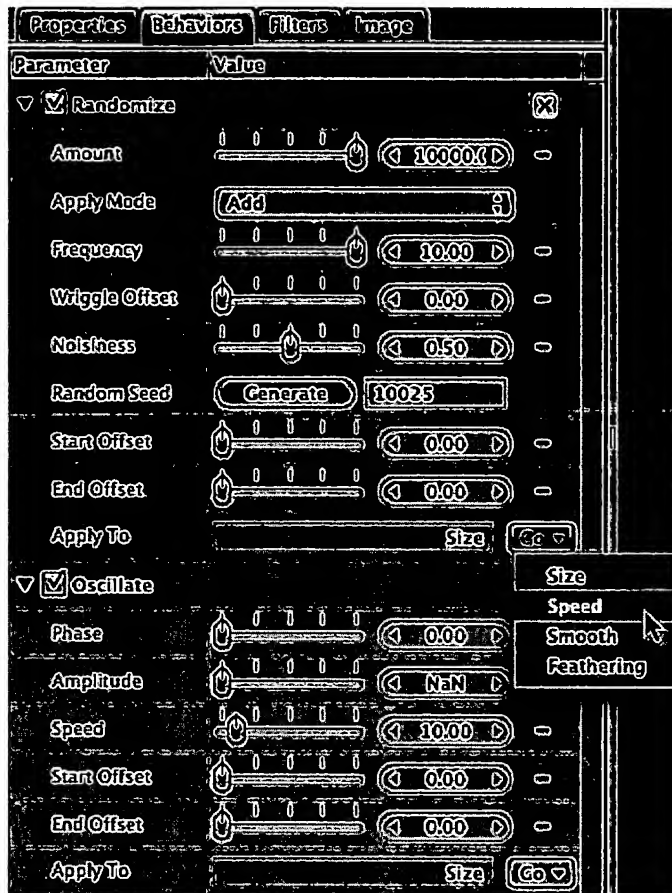 Properties Behaviors Filters Image
Parameter Value
Randomize
Amount 10000.(
Apply Mode Add
Frequency 10.00
Wriggle Offset 0.00
Noisiness 0.50
Random Seed Generate 10025
Start Offset 0.00
End Offset 0.00
Apply To Size Go
Size
Oscillate
Speed
Phase 0.00
Smooth
Feathering
Amplitude NaN
Speed 10.00
Start Offset 0.00
End Offset 0.00
Apply To Size Go